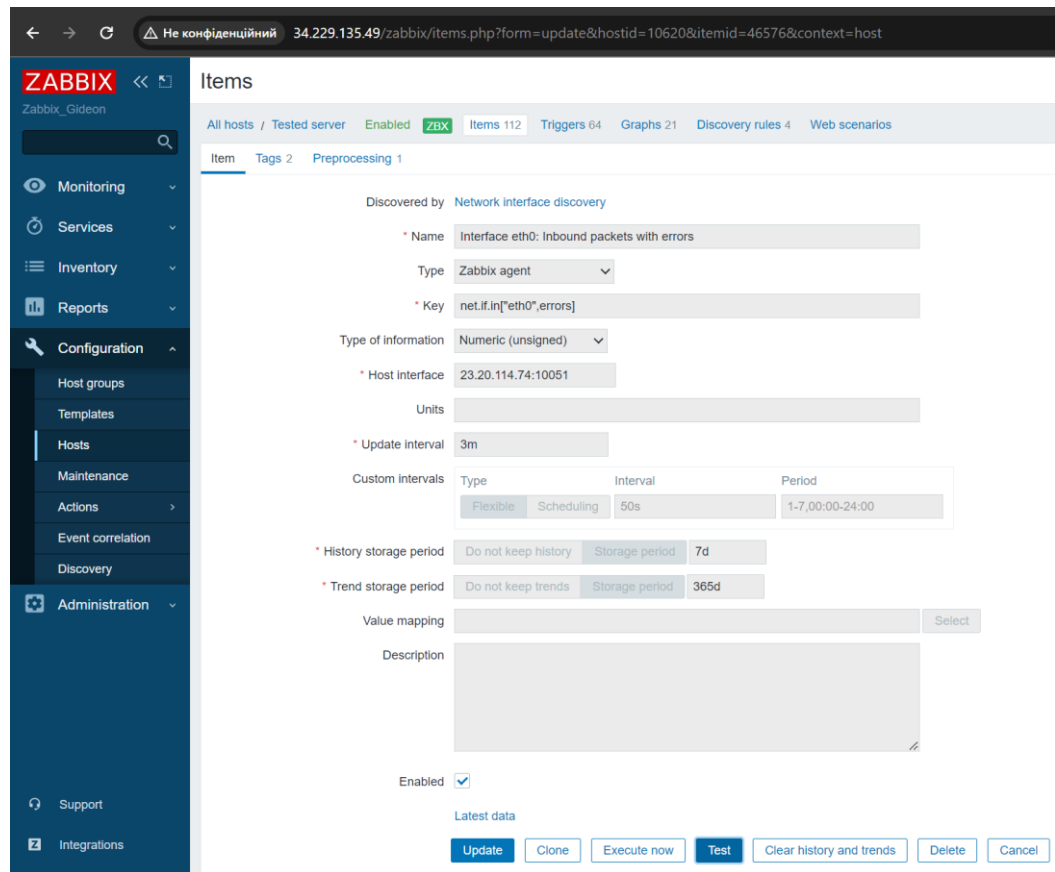 Не конфіденційний 34.229.135.49/zabbix/items.php?form=update&hostid=10620&itemid=46576&context=host
ZABBIX
Zabbix_Gideon
Monitoring
Services
Inventory
Reports
Configuration
Host groups
Templates
Hosts
Maintenance
Actions
Event correlation
Discovery
Administration
Support
Integrations
Items
All hosts / Tested server Enabled ZBX Items 112 Triggers 64 Graphs 21 Discovery rules 4 Web scenarios
Item Tags 2 Preprocessing 1
Discovered by Network interface discovery
* Name Interface eth0: Inbound packets with errors
Type Zabbix agent
* Key net.if.in["eth0",errors]
Type of information Numeric (unsigned)
* Host interface 23.20.114.74:10051
Units
* Update interval 3m
Custom intervals Type Interval Period
Flexible Scheduling 50s 1-7,00:00-24:00
* History storage period Do not keep history Storage period 7d
* Trend storage period Do not keep trends Storage period 365d
Value mapping Select
Description
Enabled
Latest data
Update Clone Execute now Test Clear history and trends Delete Cancel